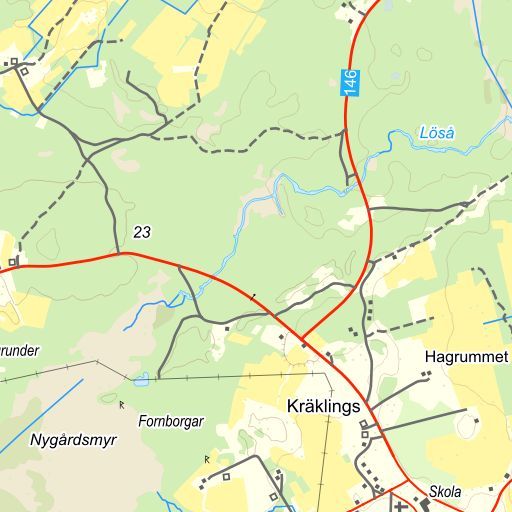 146
Löså
23
runder
Hagrummet
Kräklings
Fornborgar
Nygårdsmyr
Skola